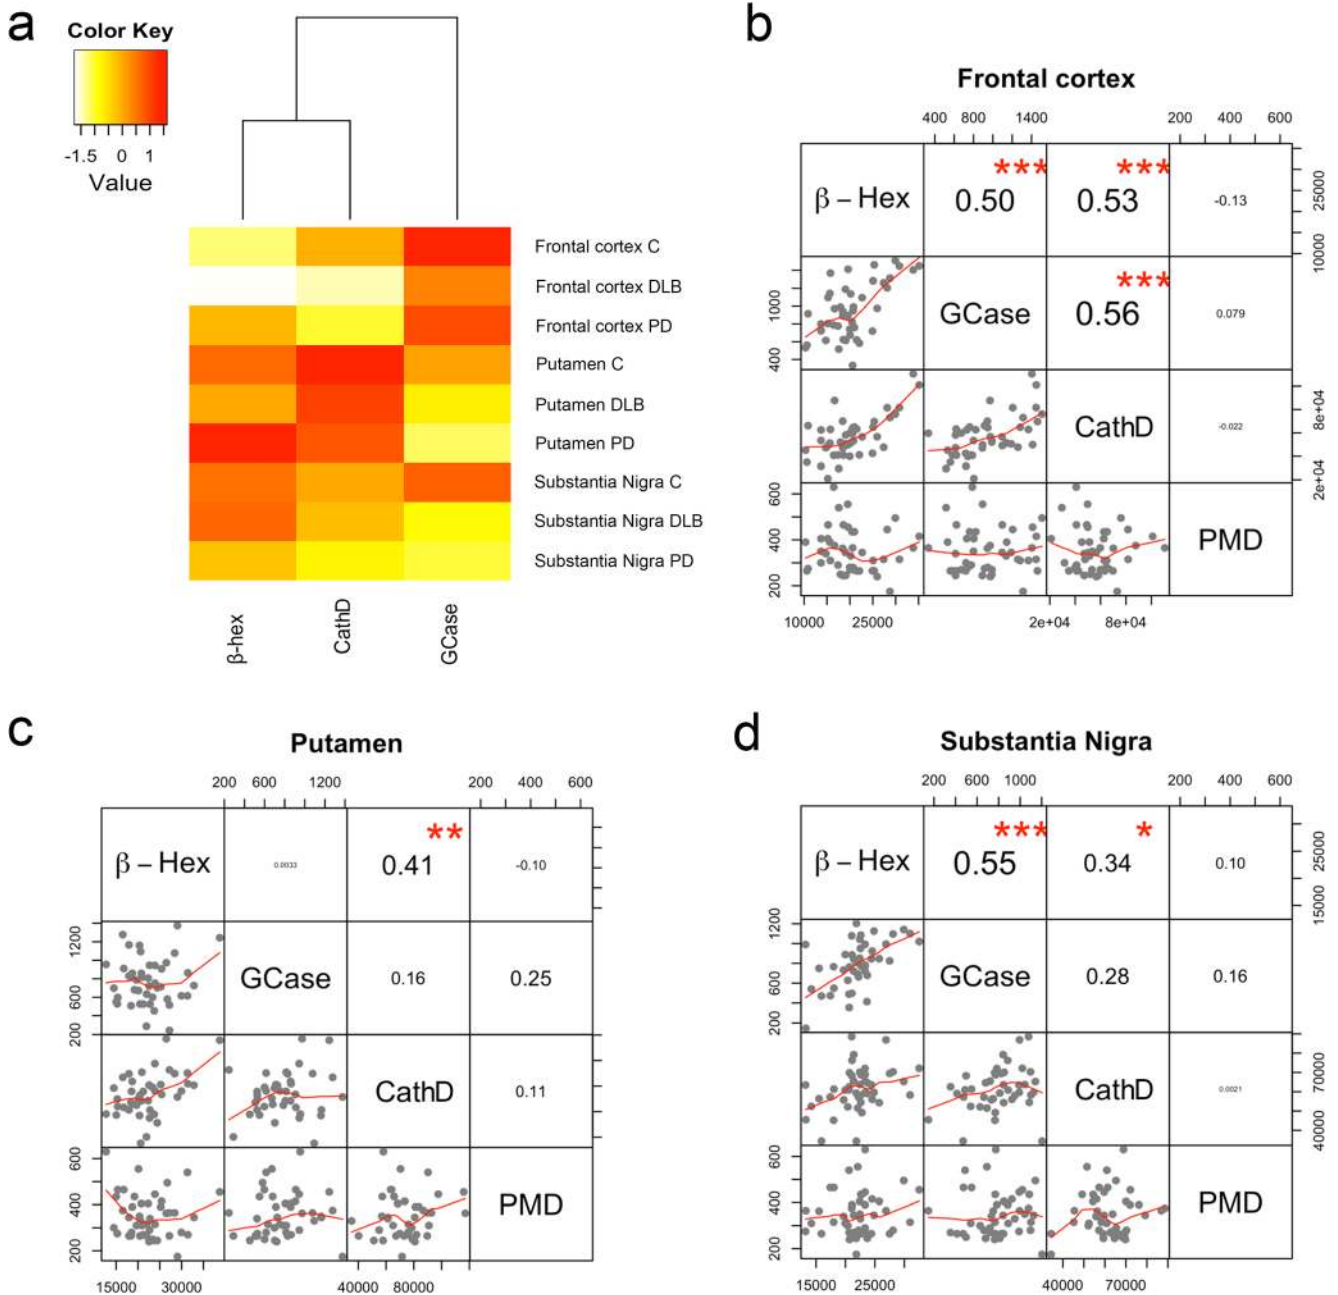 a
Color Key
-1.5 0 1
Value
Frontal cortex C
Frontal cortex DLB
Frontal cortex PD
Putamen C
Putamen DLB
Putamen PD
Substantia Nigra C
Substantia Nigra DLB
Substantia Nigra PD
β-hex
CathD
GCase
b
Frontal cortex
400 800 1400 200 400 600
β – Hex 0.50 *** 0.53 *** -0.13
10000 25000
400 1000
GCase 0.56 *** 0.079
CathD -0.022
2e+04 8e+04
200 400 600
PMD
10000 25000 2e+04 8e+04
c
Putamen
200 600 1200 200 400 600
β – Hex 0.0033 0.41 ** -0.10
200 600 1200
GCase 0.16 0.25
CathD 0.11
200 400 600
PMD
15000 30000 40000 80000
d
Substantia Nigra
200 600 1000 200 400 600
β – Hex 0.55 *** 0.34 * 0.10
15000 25000
200 600 1200
GCase 0.28 0.16
CathD 0.0021
40000 70000
200 400 600
PMD
15000 25000 40000 70000